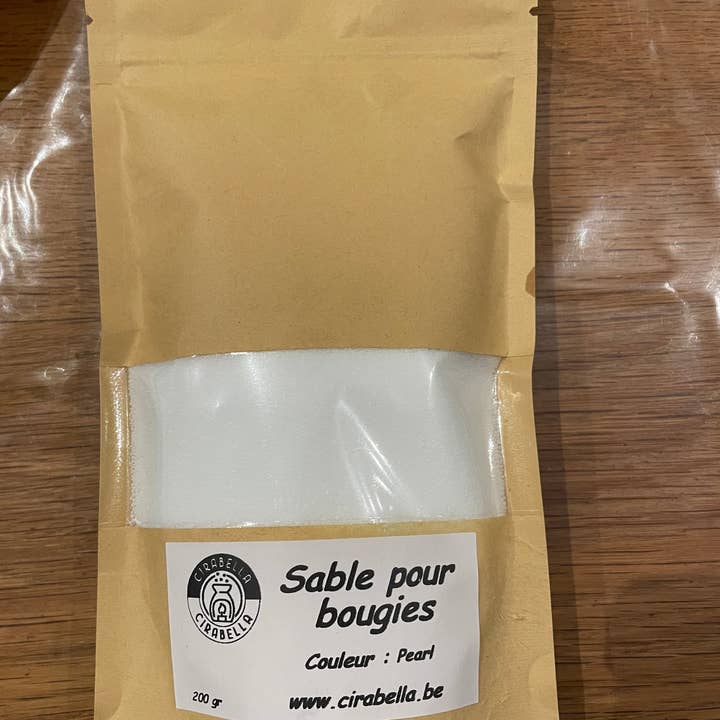 CIRABELLA
CIRABELLA
Sable pour
bougies
Couleur : Pearl
200 gr
www.cirabella.be